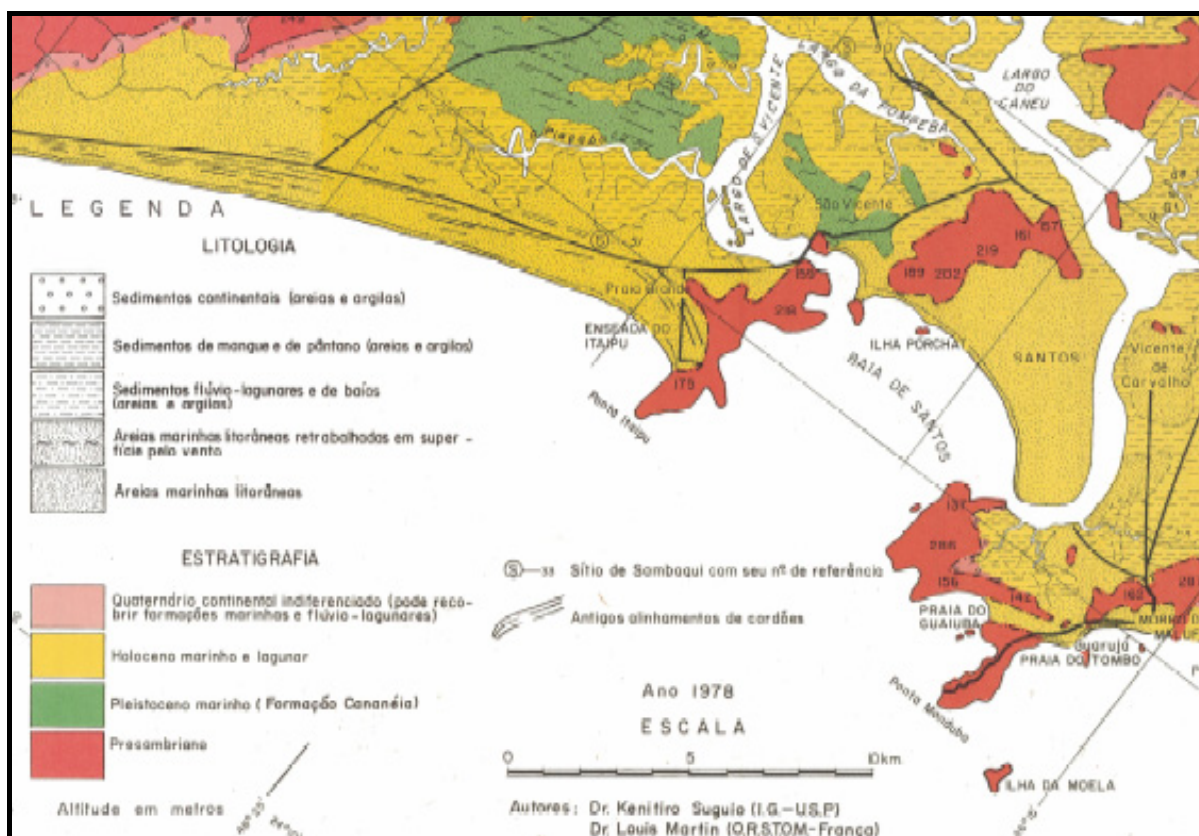 LARGO DO CANEU
LARGO DA POMPEBA
LARGO DE S. VICENTE
São Vicente
157
161
219
202
189
155
218
175
Praia Grande
ENSEADA DO
ITAIPU
Ponta Itaipu
ILHA PORCHAT
BAIA DE SANTOS
SANTOS
Vicente
de
Carvalho
137
286
156
142
162
PRAIA DO
GUAIUBA
Guarujá
PRAIA DO TOMBO
Ponta Monduba
ILHA DA MOELA
LEGENDA
LITOLOGIA
Sedimentos continentais (areias e argilas)
Sedimentos de mangue e de pântano (areias e argilas)
Sedimentos flúvio-lagunares e de baías
(areias e argilas)
Areias marinhas litorâneas retrabalhadas em super-
fície pelo vento
Areias marinhas litorâneas
ESTRATIGRAFIA
Quaternário continental indiferenciado (pode reco-
brir formações marinhas e flúvio-lagunares)
Holoceno marinho e lagunar
Pleistoceno marinho (Formação Cananéia)
Precambriano
Altitude em metros
S 33 Sítio de Sambaqui com seu nº de referência
Antigos alinhamentos de cordões
Ano 1978
ESCALA
0 5 10km
Autores: Dr. Kenitiro Suguio (I.G.-U.S.P)
Dr. Louis Martin (O.R.S.T.O.M-França)